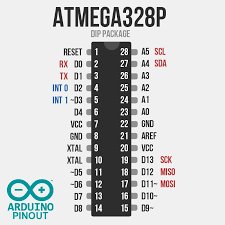 ATMEGA328P
DIP PACKAGE
RESET 1 28 A5 SCL
RX D0 2 27 A4 SDA
TX D1 3 26 A3
INT 0 D2 4 25 A2
INT 1 ~D3 5 24 A1
D4 6 23 A0
VCC 7 22 GND
GND 8 21 AREF
XTAL 9 20 VCC
XTAL 10 19 D13 SCK
~D5 11 18 D12 MISO
~D6 12 17 D11~ MOSI
D7 13 16 D10~
D8 14 15 D9~
ARDUINO
PINOUT